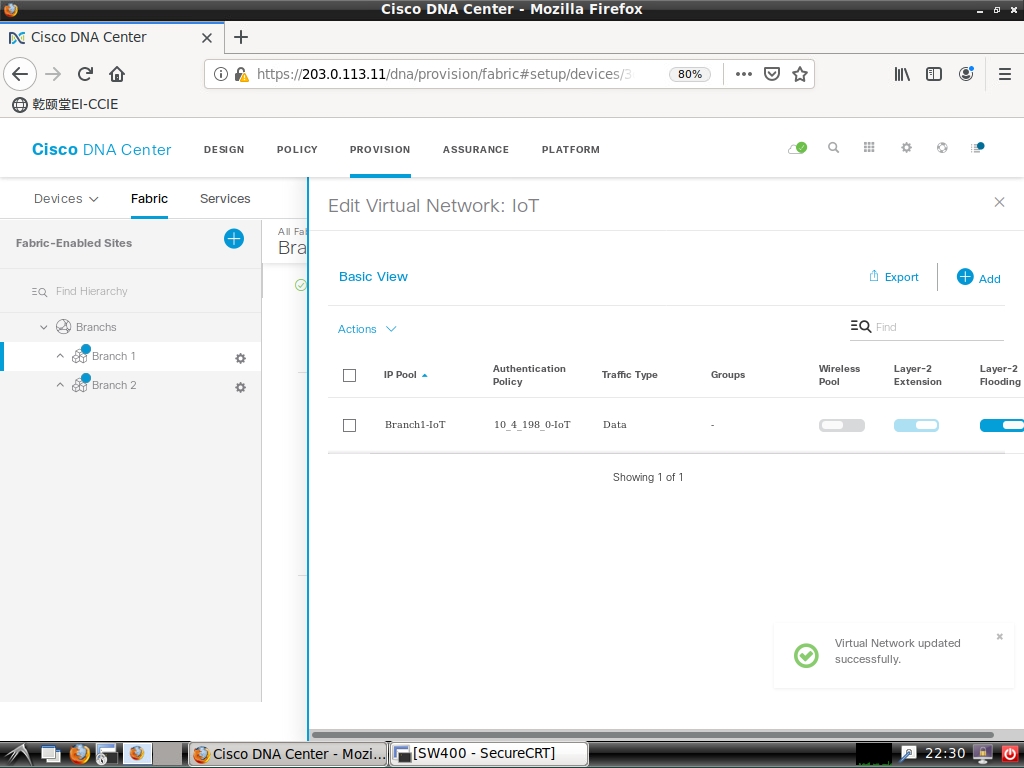 Cisco DNA Center - Mozilla Firefox
Cisco DNA Center
https://203.0.113.11/dna/provision/fabric#setup/devices/3
80%
乾颐堂EI-CCIE
Cisco DNA Center
DESIGN
POLICY
PROVISION
ASSURANCE
PLATFORM
Devices
Fabric
Services
Fabric-Enabled Sites
Find Hierarchy
Branchs
Branch 1
Branch 2
All Fab
Bra
Edit Virtual Network: IoT
Basic View
Export
Add
Actions
Find
IP Pool
Authentication
Policy
Traffic Type
Groups
Wireless
Pool
Layer-2
Extension
Layer-2
Flooding
Branch1-IoT
10_4_198_0-IoT
Data
-
Showing 1 of 1
Virtual Network updated
successfully.
Cisco DNA Center - Mozi...
[SW400 - SecureCRT]
22:30